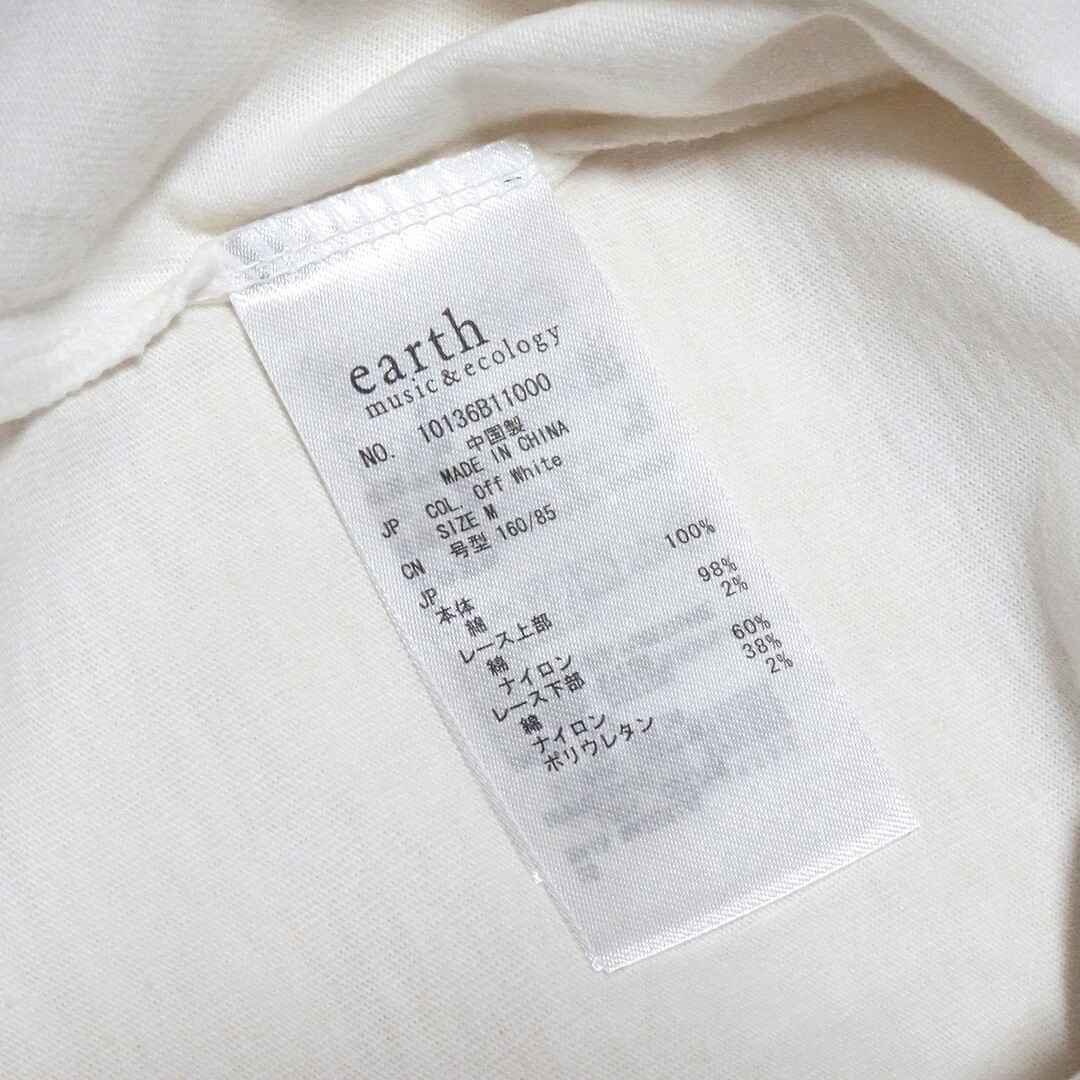 earth
music&ecology
NO. 10136B11000
中国製
MADE IN CHINA
JP COL. Off White
SIZE M
CN 号型 160/85
JP
本体
綿 100%
レース上部
綿 98%
ナイロン 2%
レース下部
綿 60%
ナイロン 38%
ポリウレタン 2%